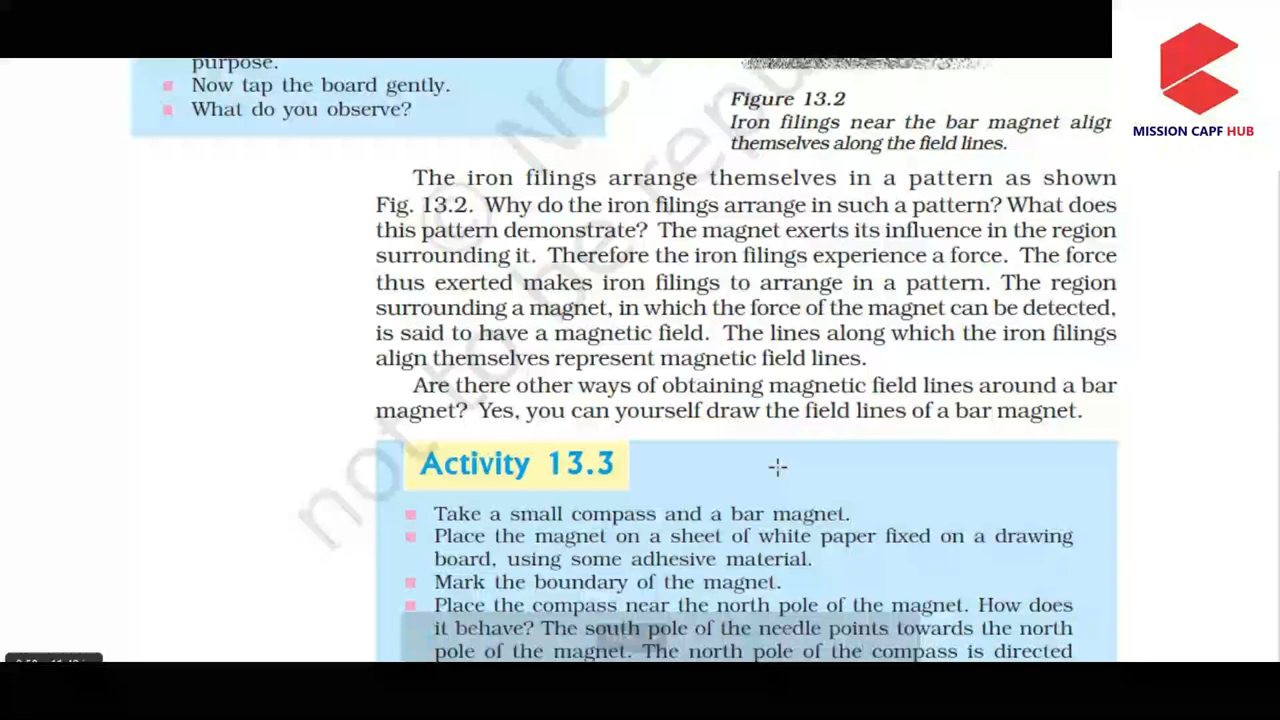 purpose.
Now tap the board gently.
What do you observe?
Figure 13.2
Iron filings near the bar magnet align
themselves along the field lines.
MISSION CAPF HUB
The iron filings arrange themselves in a pattern as shown
Fig. 13.2. Why do the iron filings arrange in such a pattern? What does
this pattern demonstrate? The magnet exerts its influence in the region
surrounding it. Therefore the iron filings experience a force. The force
thus exerted makes iron filings to arrange in a pattern. The region
surrounding a magnet, in which the force of the magnet can be detected,
is said to have a magnetic field. The lines along which the iron filings
align themselves represent magnetic field lines.
Are there other ways of obtaining magnetic field lines around a bar
magnet? Yes, you can yourself draw the field lines of a bar magnet.
Activity 13.3
Take a small compass and a bar magnet.
Place the magnet on a sheet of white paper fixed on a drawing
board, using some adhesive material.
Mark the boundary of the magnet.
Place the compass near the north pole of the magnet. How does
it behave? The south pole of the needle points towards the north
pole of the magnet. The north pole of the compass is directed
not to be repu
© NC